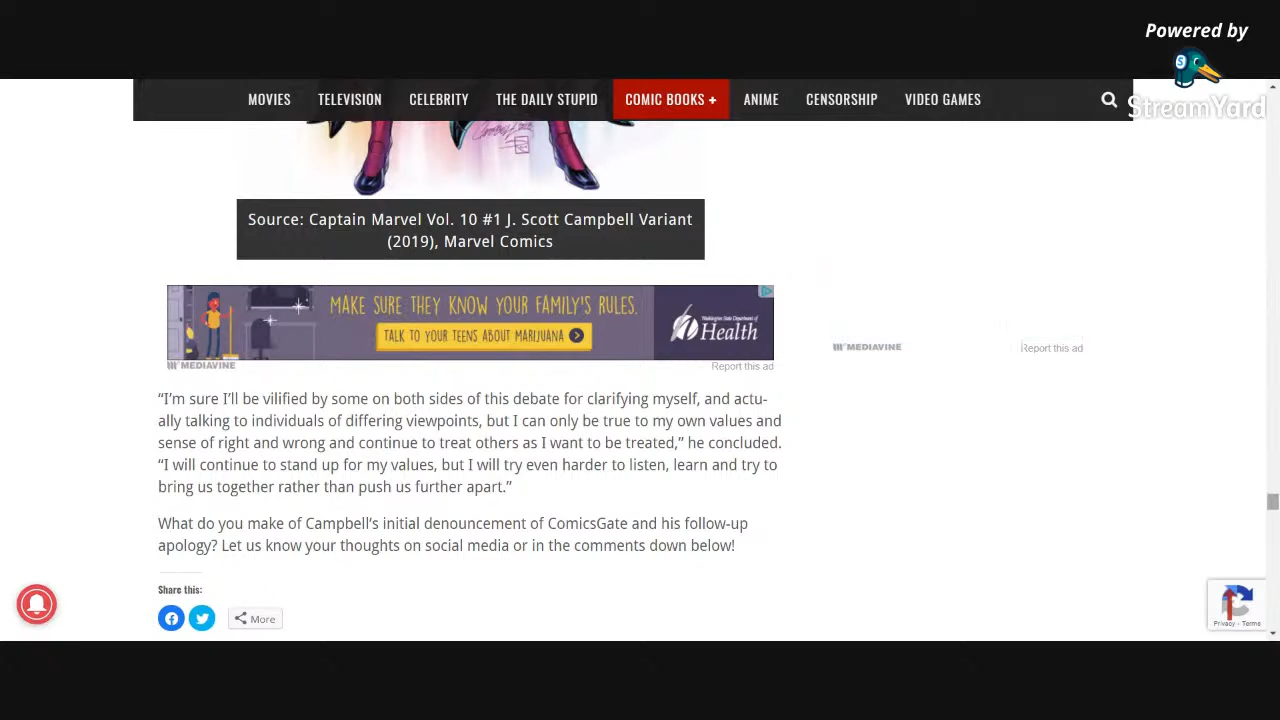 Powered by
StreamYard
MOVIES TELEVISION CELEBRITY THE DAILY STUPID COMIC BOOKS + ANIME CENSORSHIP VIDEO GAMES
Source: Captain Marvel Vol. 10 #1 J. Scott Campbell Variant
(2019), Marvel Comics
MAKE SURE THEY KNOW YOUR FAMILY'S RULES.
TALK TO YOUR TEENS ABOUT MARIJUANA
Washington State Department of
Health
MEDIAVINE Report this ad
MEDIAVINE Report this ad
“I’m sure I’ll be vilified by some on both sides of this debate for clarifying myself, and actu-
ally talking to individuals of differing viewpoints, but I can only be true to my own values and
sense of right and wrong and continue to treat others as I want to be treated,” he concluded.
“I will continue to stand up for my values, but I will try even harder to listen, learn and try to
bring us together rather than push us further apart.”
What do you make of Campbell’s initial denouncement of ComicsGate and his follow-up
apology? Let us know your thoughts on social media or in the comments down below!
Share this:
More
Privacy - Terms